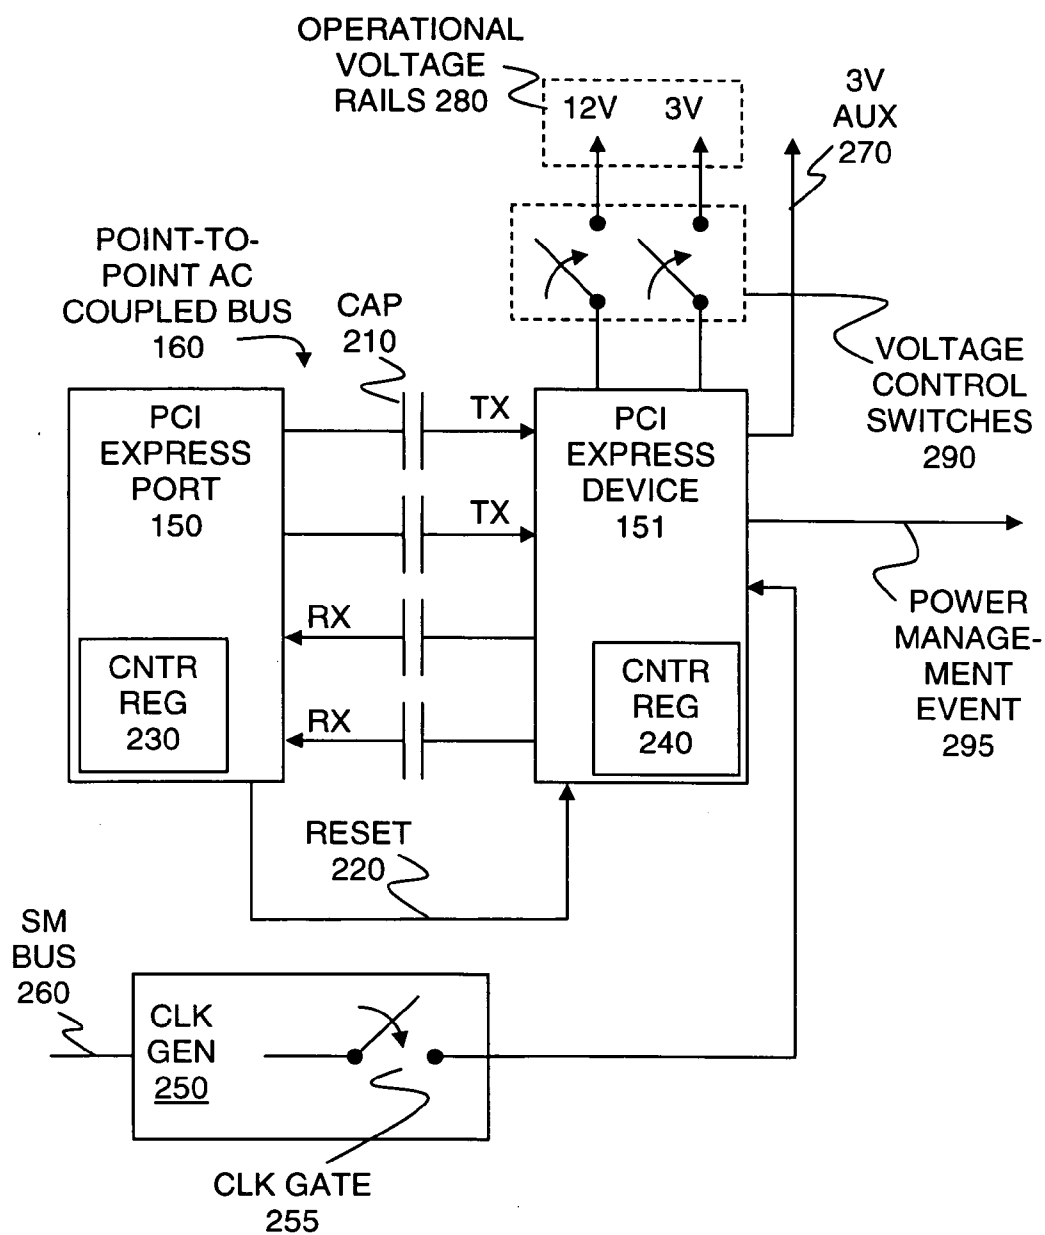 OPERATIONAL
VOLTAGE
RAILS 280
12V
3V
3V
AUX
270
POINT-TO-
POINT AC
COUPLED BUS
160
CAP
210
VOLTAGE
CONTROL
SWITCHES
290
PCI
EXPRESS
PORT
150
TX
TX
RX
RX
PCI
EXPRESS
DEVICE
151
CNTR
REG
230
CNTR
REG
240
POWER
MANAGE-
MENT
EVENT
295
RESET
220
SM
BUS
260
CLK
GEN
250
CLK GATE
255